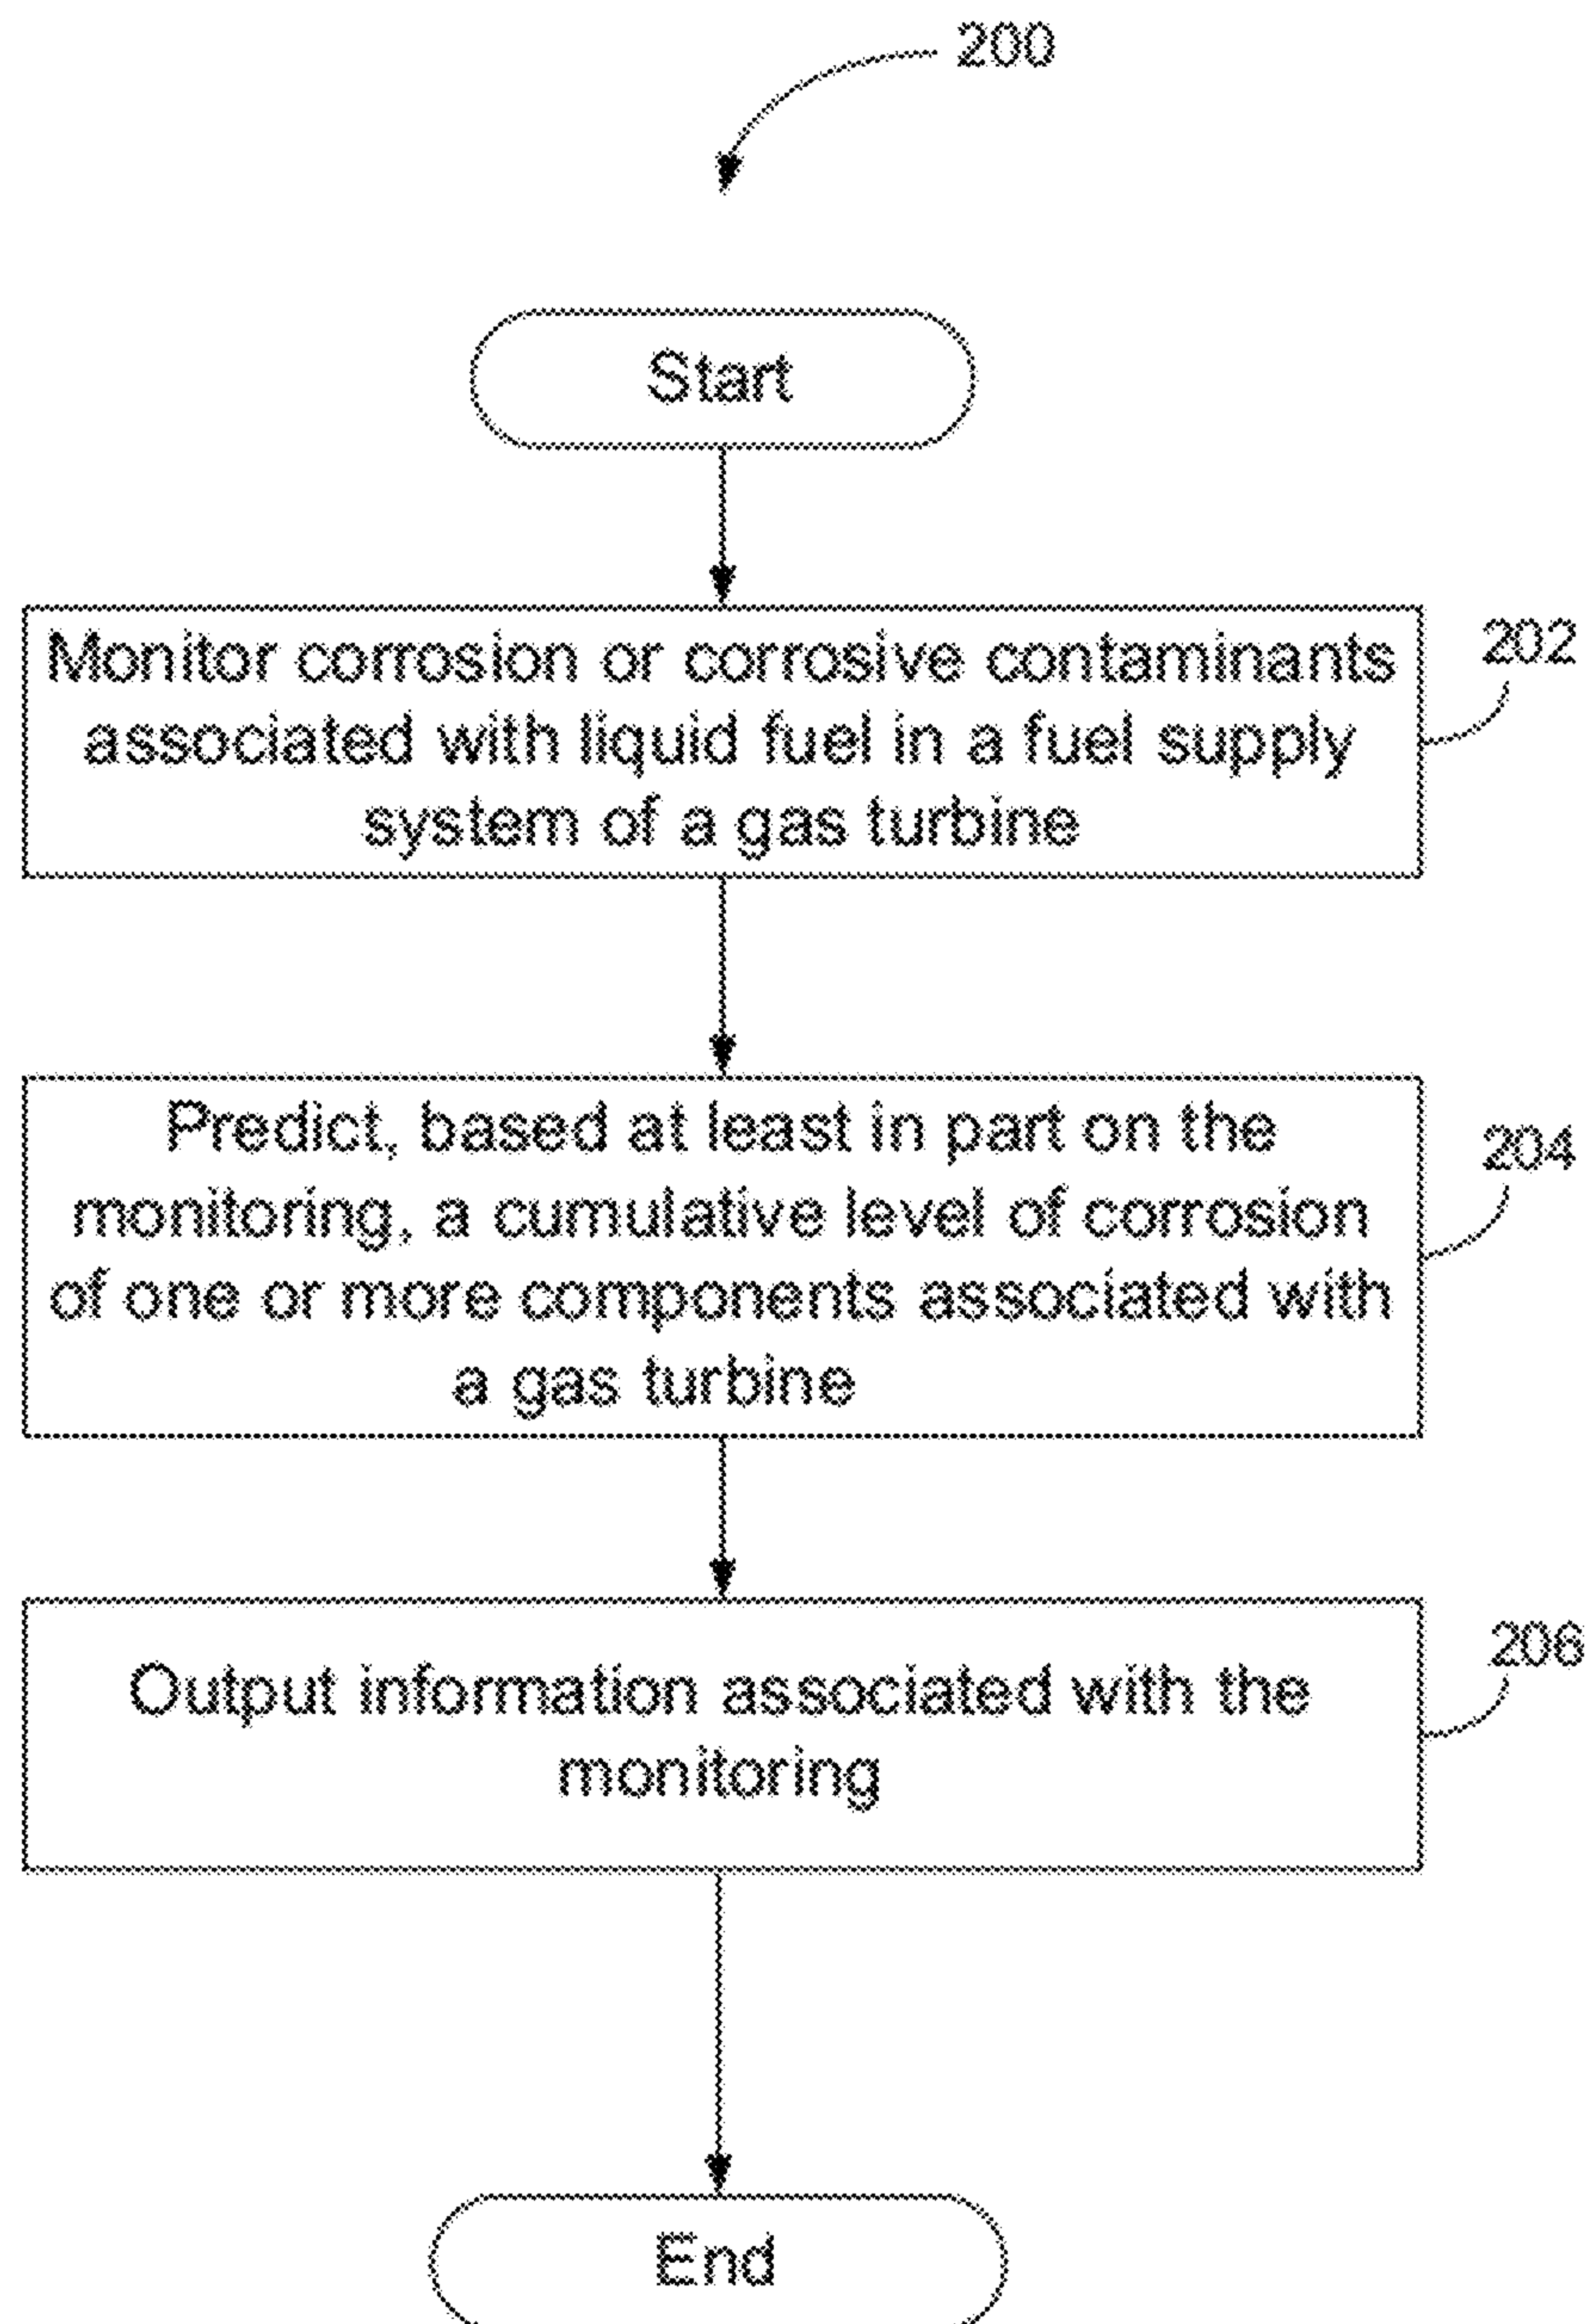 200
Start
Monitor corrosion or corrosive contaminants
associated with liquid fuel in a fuel supply
system of a gas turbine
202
Predict, based at least in part on the
monitoring, a cumulative level of corrosion
of one or more components associated with
a gas turbine
204
Output information associated with the
monitoring
206
End